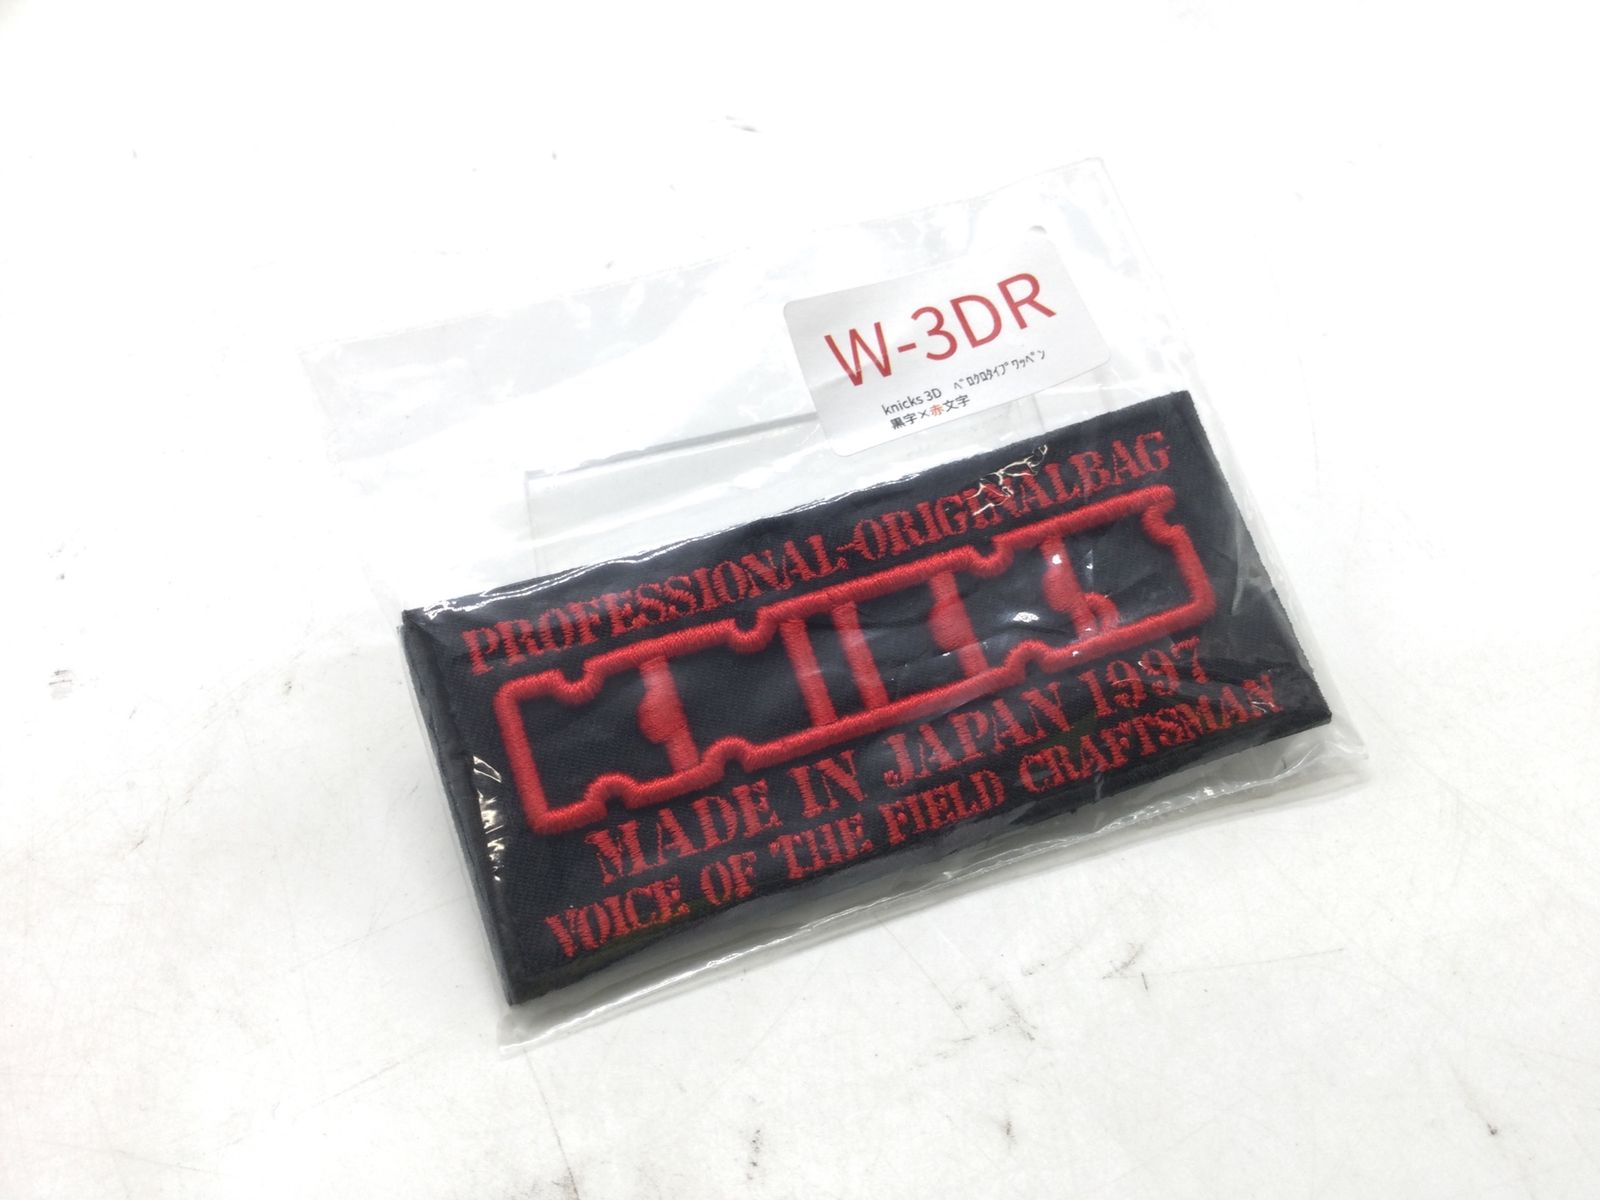 W-3DR
knicks 3D ﾍﾞﾛｸﾛﾀｲﾌﾟﾜｯﾍﾟﾝ
黒字×赤文字
PROFESSIONAL-ORIGINALBAG
MADE IN JAPAN 1997
VOICE OF THE FIELD CRAFTSMAN